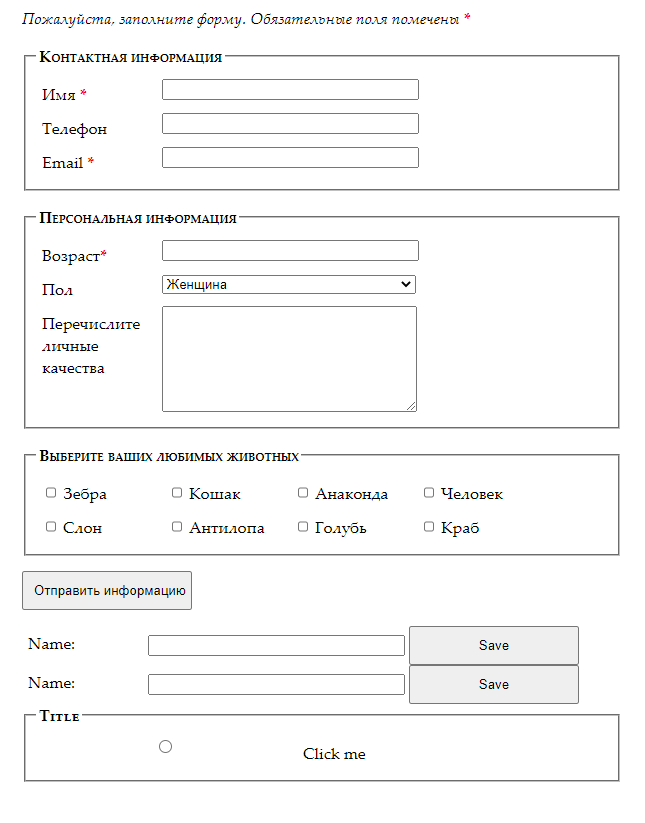 Пожалуйста, заполните форму. Обязательные поля помечены *
Контактная информация
Имя *
Телефон
Email *
Персональная информация
Возраст*
Пол Женщина
Перечислите
личные
качества
Выберите ваших любимых животных
Зебра Кошак Анаконда Человек
Слон Антилопа Голубь Краб
Отправить информацию
Name: Save
Name: Save
Title
Click me